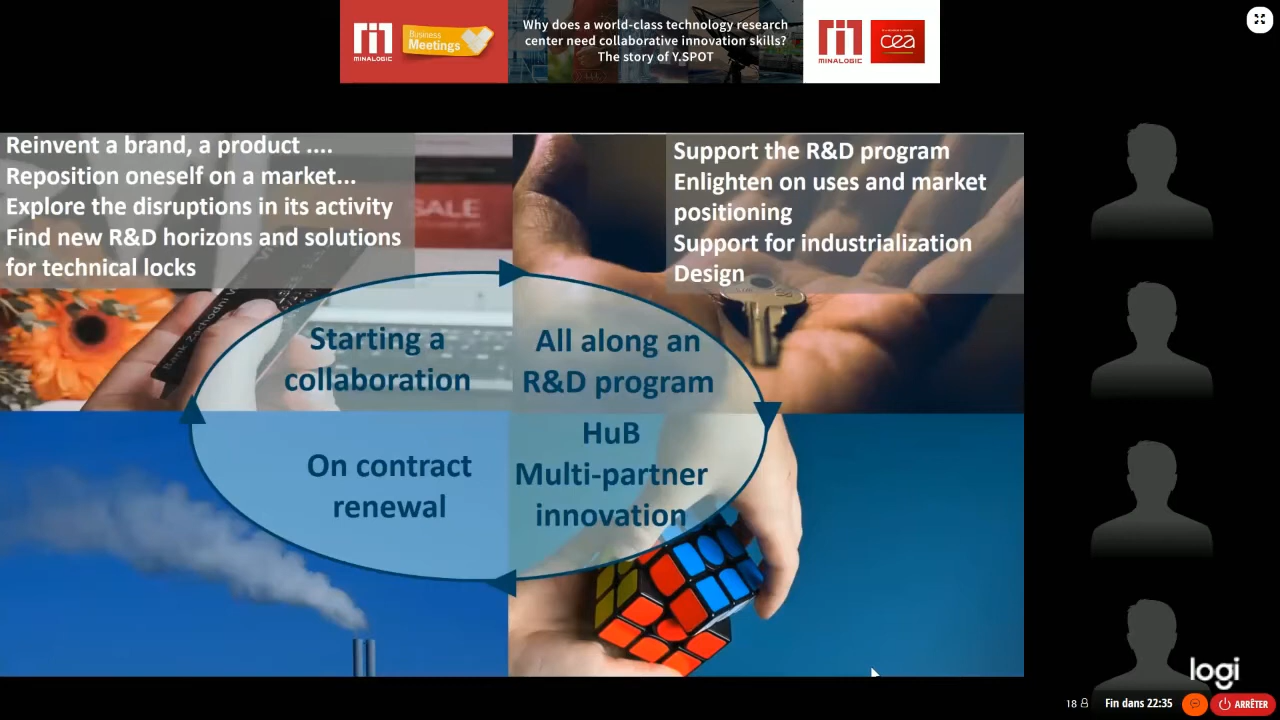 MINALOGIC
Business
Meetings
Why does a world-class technology research
center need collaborative innovation skills?
The story of Y.SPOT
MINALOGIC
cea
Reinvent a brand, a product ....
Reposition oneself on a market...
Explore the disruptions in its activity
Find new R&D horizons and solutions
for technical locks
SALE
Bank Zachodni W
Support the R&D program
Enlighten on uses and market
positioning
Support for industrialization
Design
Starting a
collaboration
All along an
R&D program
HuB
Multi-partner
innovation
On contract
renewal
logi
18
Fin dans 22:35
ARRÊTER